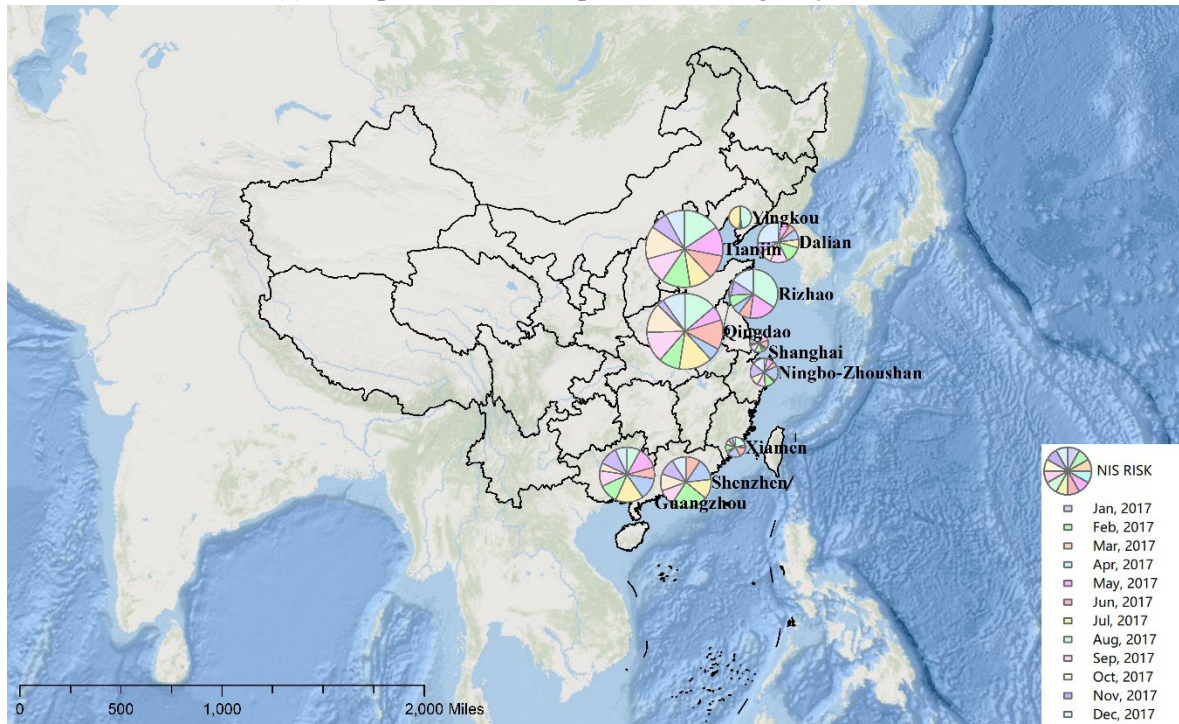 Yingkou
Tianjin
Dalian
Rizhao
Qingdao
Shanghai
Ningbo-Zhoushan
Xiamen
Shenzhen/
Guangzhou
NIS RISK
Jan, 2017
Feb, 2017
Mar, 2017
Apr, 2017
May, 2017
Jun, 2017
Jul, 2017
Aug, 2017
Sep, 2017
Oct, 2017
Nov, 2017
Dec, 2017
0 500 1,000 2,000 Miles